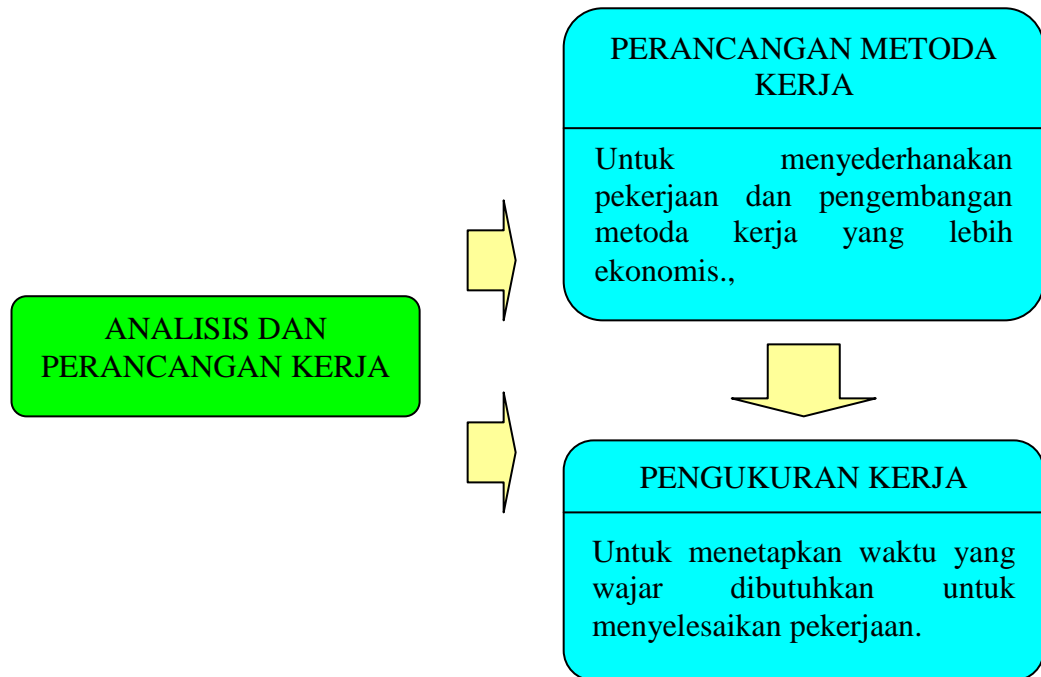 PERANCANGAN METODA
KERJA
Untuk menyederhanakan
pekerjaan dan pengembangan
metoda kerja yang lebih
ekonomis.,
ANALISIS DAN
PERANCANGAN KERJA
PENGUKURAN KERJA
Untuk menetapkan waktu yang
wajar dibutuhkan untuk
menyelesaikan pekerjaan.